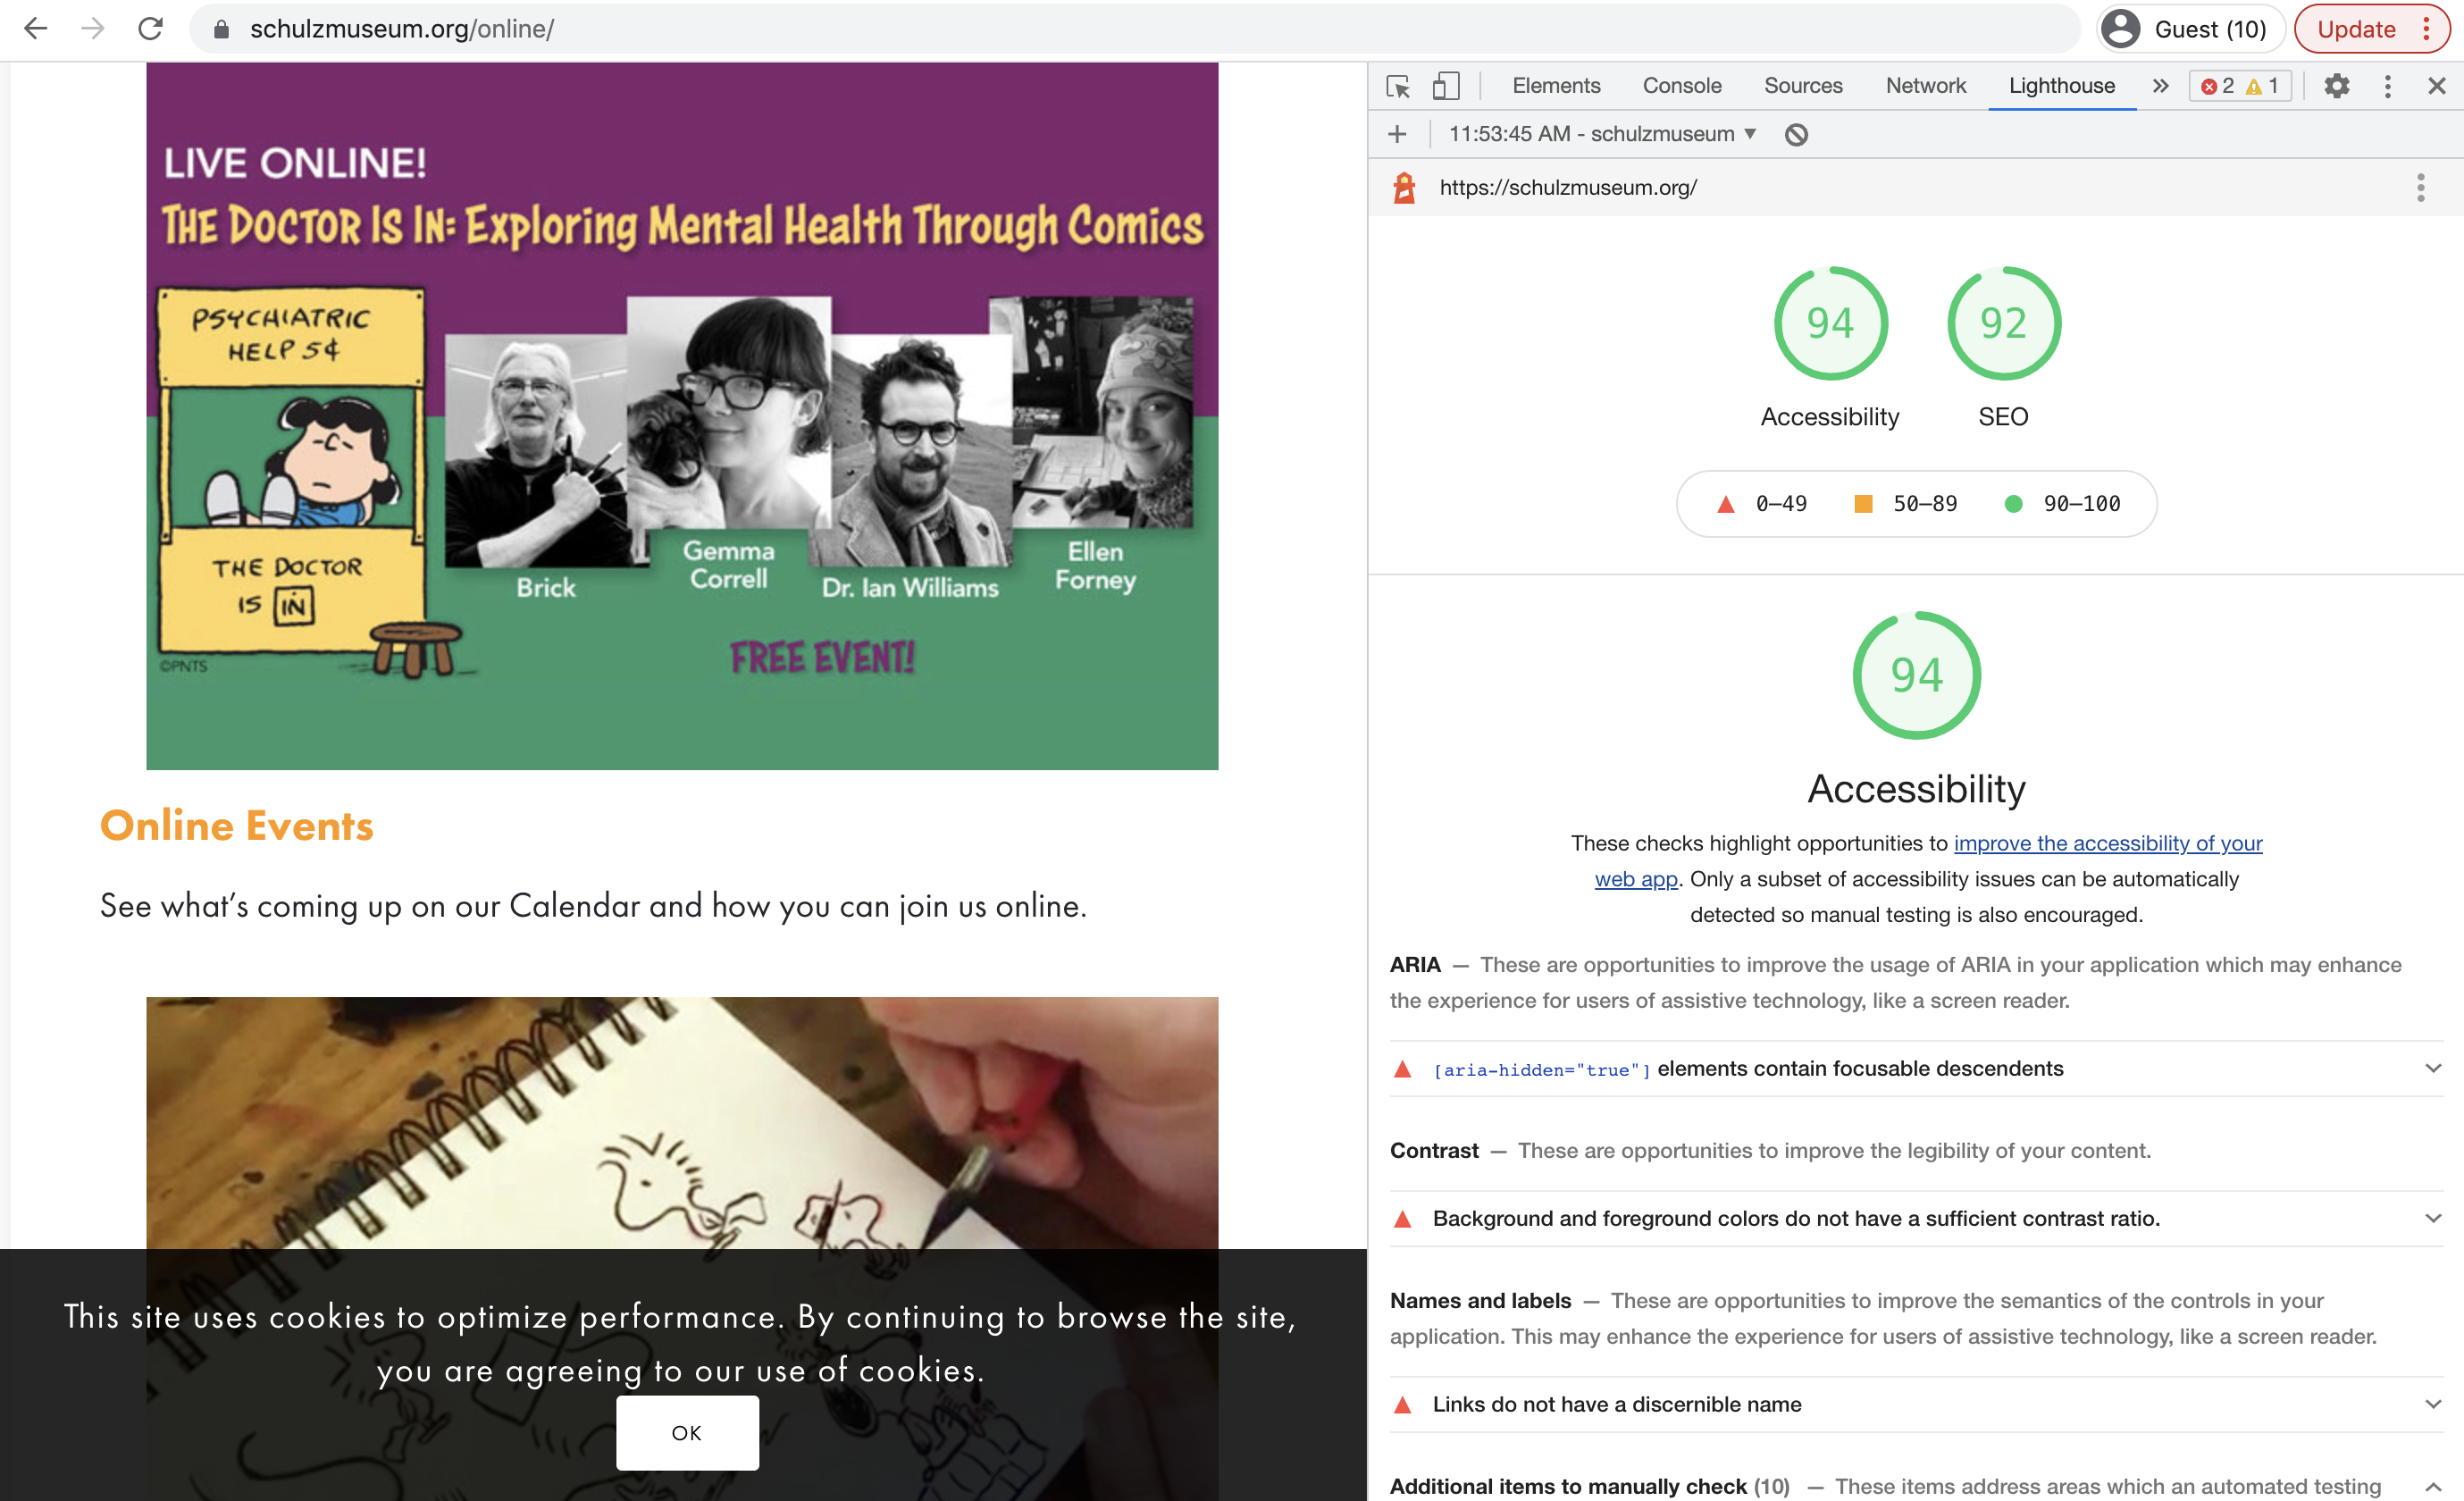 schulzmuseum.org/online/
Guest (10)
Update
LIVE ONLINE!
THE DOCTOR IS IN: Exploring Mental Health Through Comics
PSYCHIATRIC
HELP 5¢
THE DOCTOR
IS IN
©PNTS
Brick
Gemma
Correll
Dr. Ian Williams
Ellen
Forney
FREE EVENT!
Online Events
See what’s coming up on our Calendar and how you can join us online.
This site uses cookies to optimize performance. By continuing to browse the site,
you are agreeing to our use of cookies.
OK
Elements Console Sources Network Lighthouse » 2 1
11:53:45 AM - schulzmuseum
https://schulzmuseum.org/
94 92
Accessibility SEO
0–49 50–89 90–100
94
Accessibility
These checks highlight opportunities to improve the accessibility of your
web app. Only a subset of accessibility issues can be automatically
detected so manual testing is also encouraged.
ARIA — These are opportunities to improve the usage of ARIA in your application which may enhance
the experience for users of assistive technology, like a screen reader.
[aria-hidden="true"] elements contain focusable descendents
Contrast — These are opportunities to improve the legibility of your content.
Background and foreground colors do not have a sufficient contrast ratio.
Names and labels — These are opportunities to improve the semantics of the controls in your
application. This may enhance the experience for users of assistive technology, like a screen reader.
Links do not have a discernible name
Additional items to manually check (10) — These items address areas which an automated testing